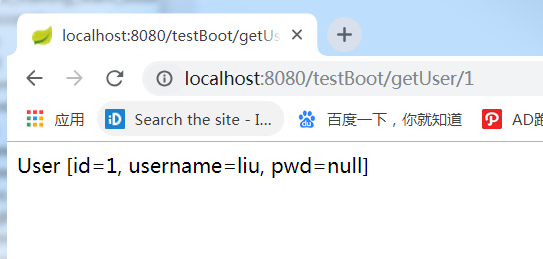 localhost:8080/testBoot/getUs
localhost:8080/testBoot/getUser/1
应用 Search the site - I... 百度一下，你就知道 AD
User [id=1, username=liu, pwd=null]